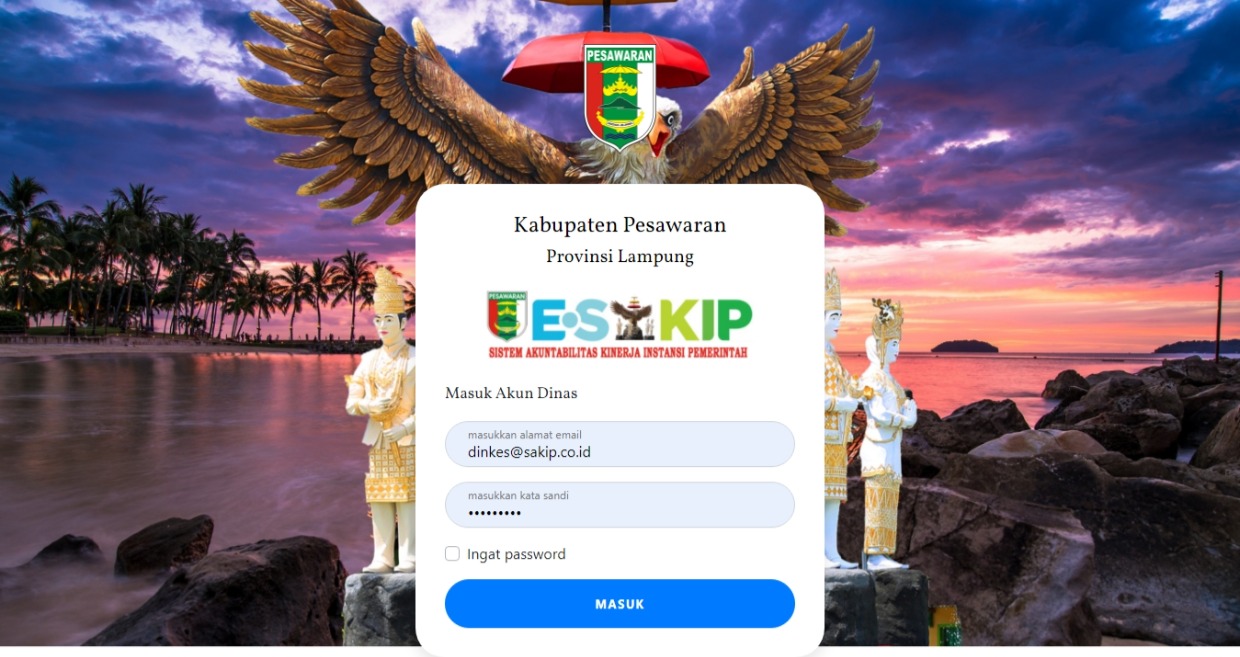 PESAWARAN
Kabupaten Pesawaran
Provinsi Lampung
PESAWARAN
E-SAKIP
SISTEM AKUNTABILITAS KINERJA INSTANSI PEMERINTAH
Masuk Akun Dinas
masukkan alamat email
dinkes@sakip.co.id
masukkan kata sandi
•••••••••
Ingat password
MASUK